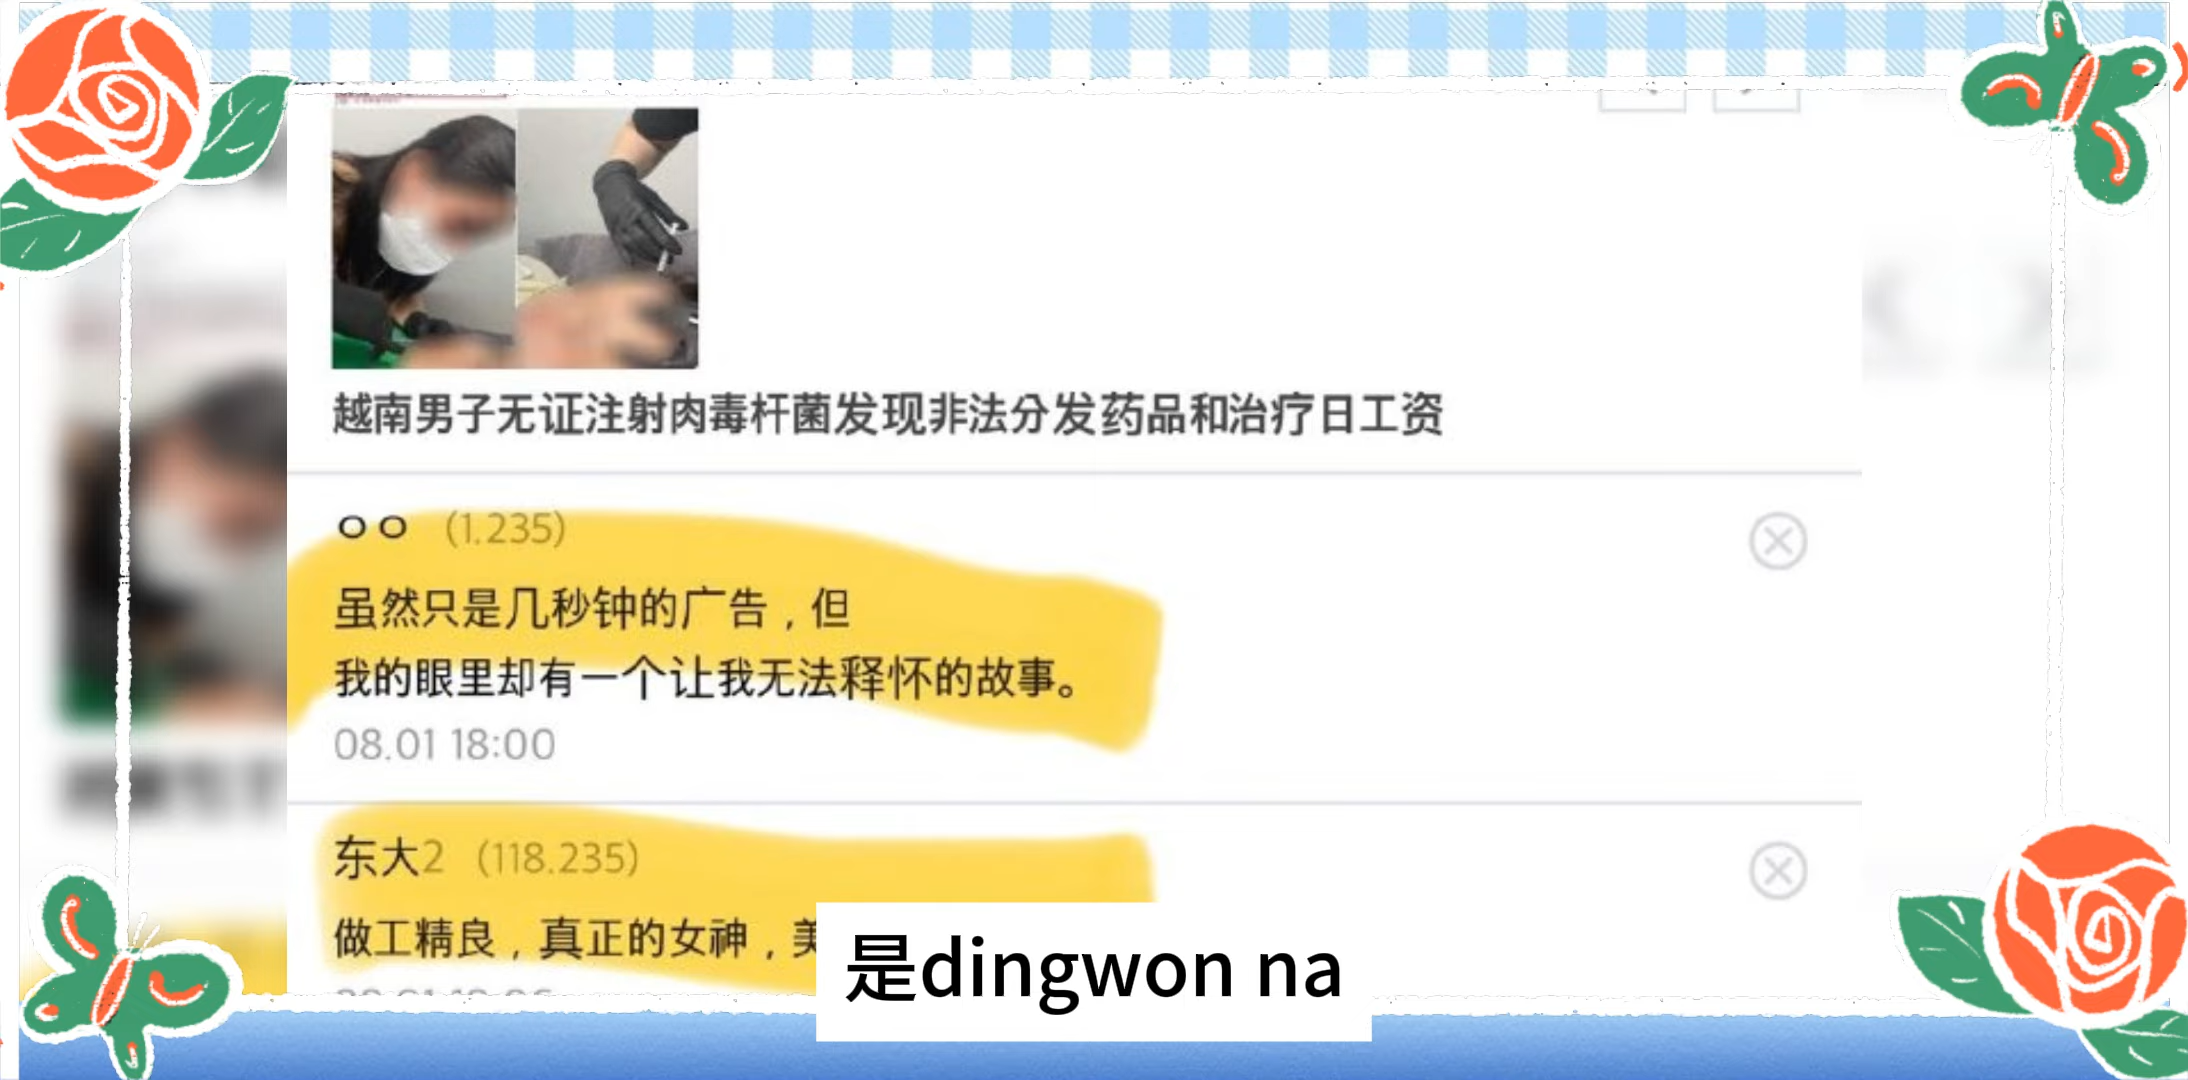 越南男子无证注射肉毒杆菌发现非法分发药品和治疗日工资
ㅇㅇ (1.235)
虽然只是几秒钟的广告，但
我的眼里却有一个让我无法释怀的故事。
08.01 18:00
东大2 (118.235)
做工精良，真正的女神，美
是dingwon na